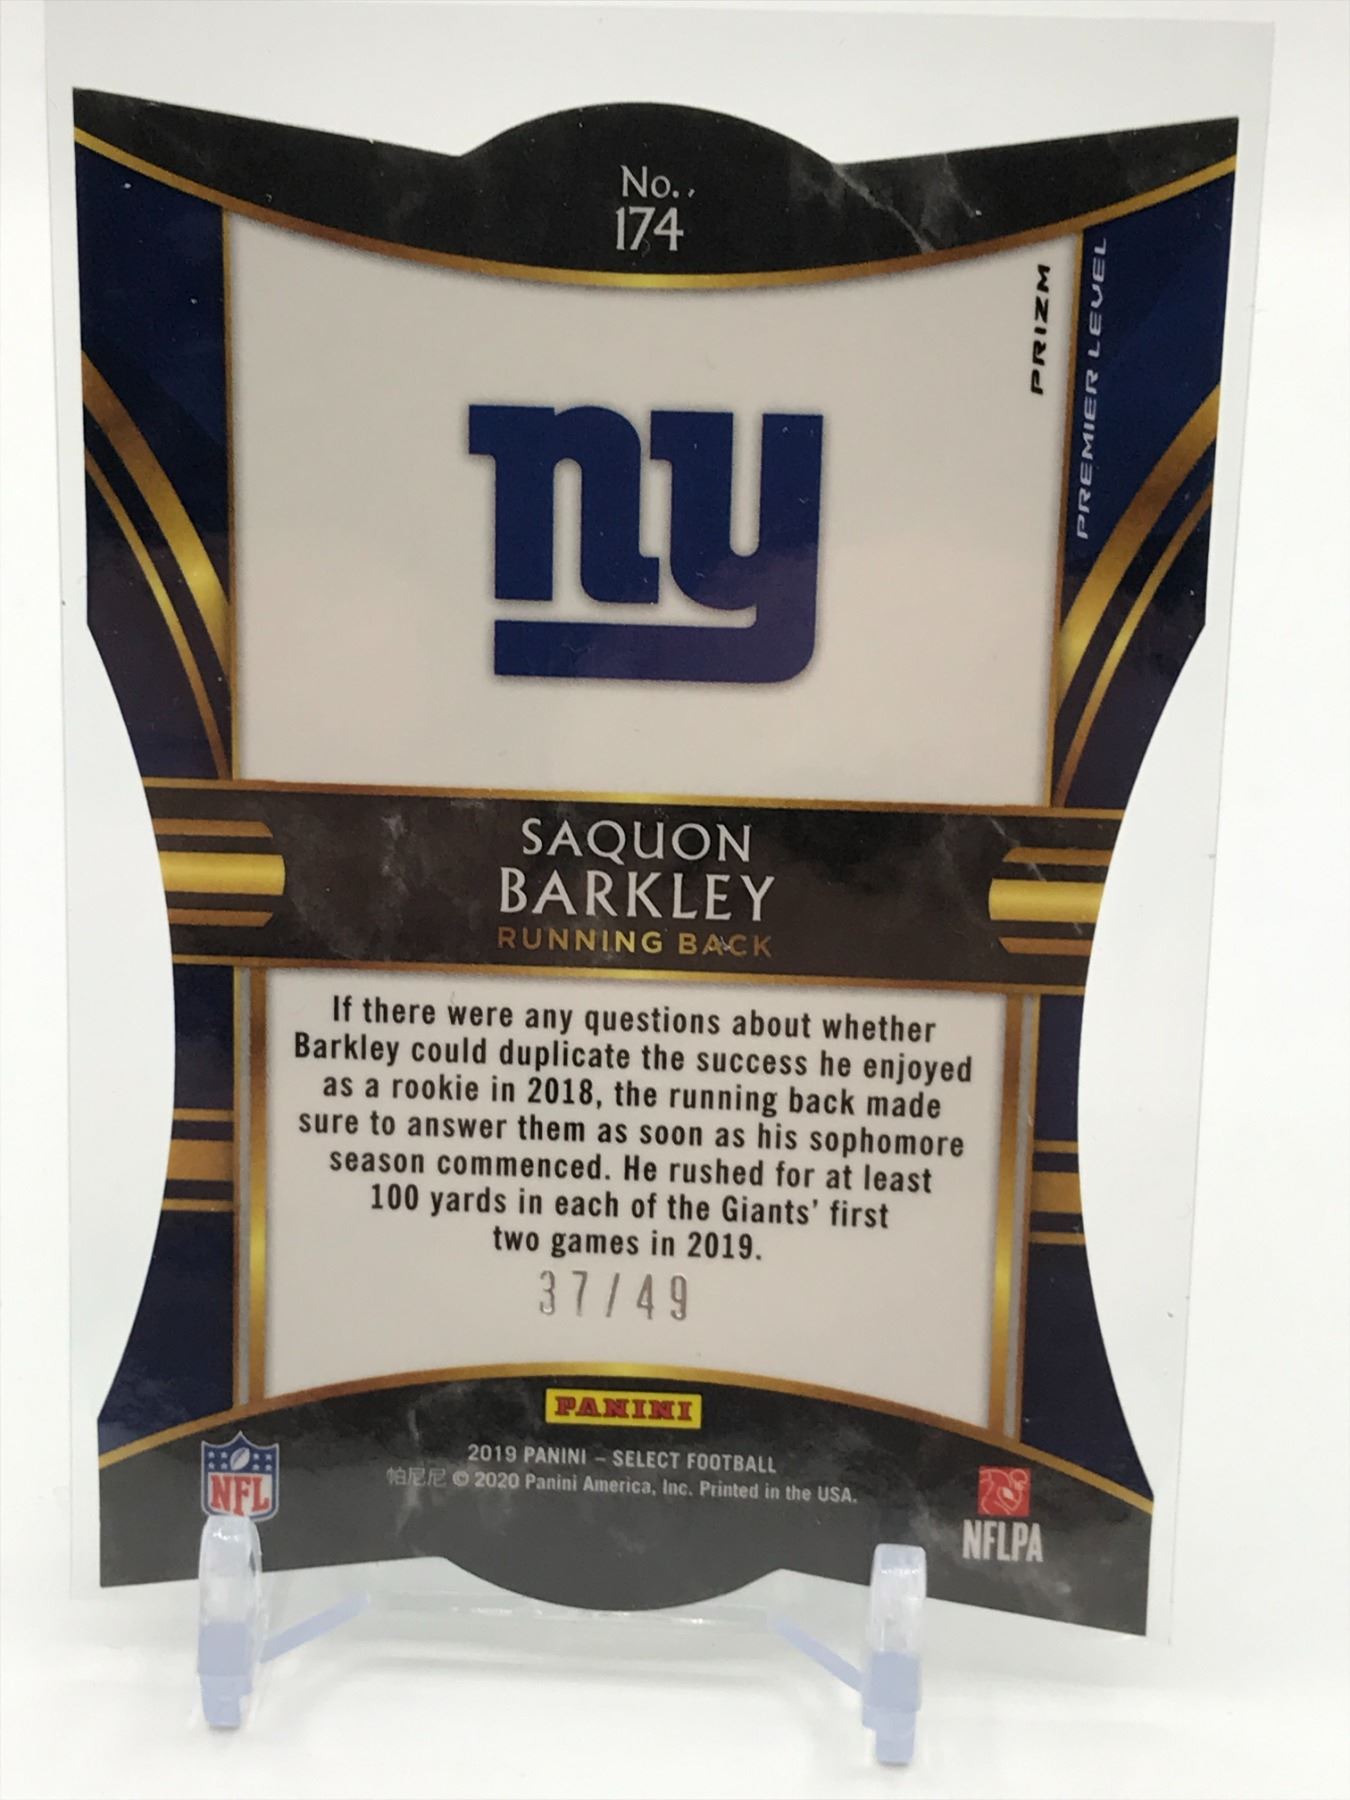 No.
174
PRIZM
PREMIER LEVEL
ny
SAQUON
BARKLEY
RUNNING BACK
If there were any questions about whether
Barkley could duplicate the success he enjoyed
as a rookie in 2018, the running back made
sure to answer them as soon as his sophomore
season commenced. He rushed for at least
100 yards in each of the Giants' first
two games in 2019.
37/49
PANINI
2019 PANINI – SELECT FOOTBALL
帕尼尼 © 2020 Panini America, Inc. Printed in the USA.
NFL
NFLPA